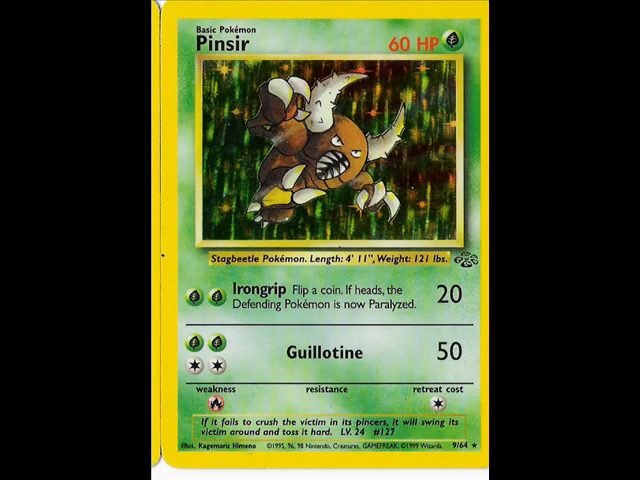 Basic Pokémon
Pinsir
60 HP
Stagbeetle Pokémon. Length: 4' 11", Weight: 121 lbs.
Irongrip Flip a coin. If heads, the
Defending Pokémon is now Paralyzed.
20
Guillotine
50
weakness
resistance
retreat cost
If it fails to crush the victim in its pincers, it will swing its
victim around and toss it hard. LV. 24 #127
Illus. Kagemaru Himeno
©1995, 96, 98 Nintendo, Creatures, GAMEFREAK. ©1999 Wizards.
9/64 ★